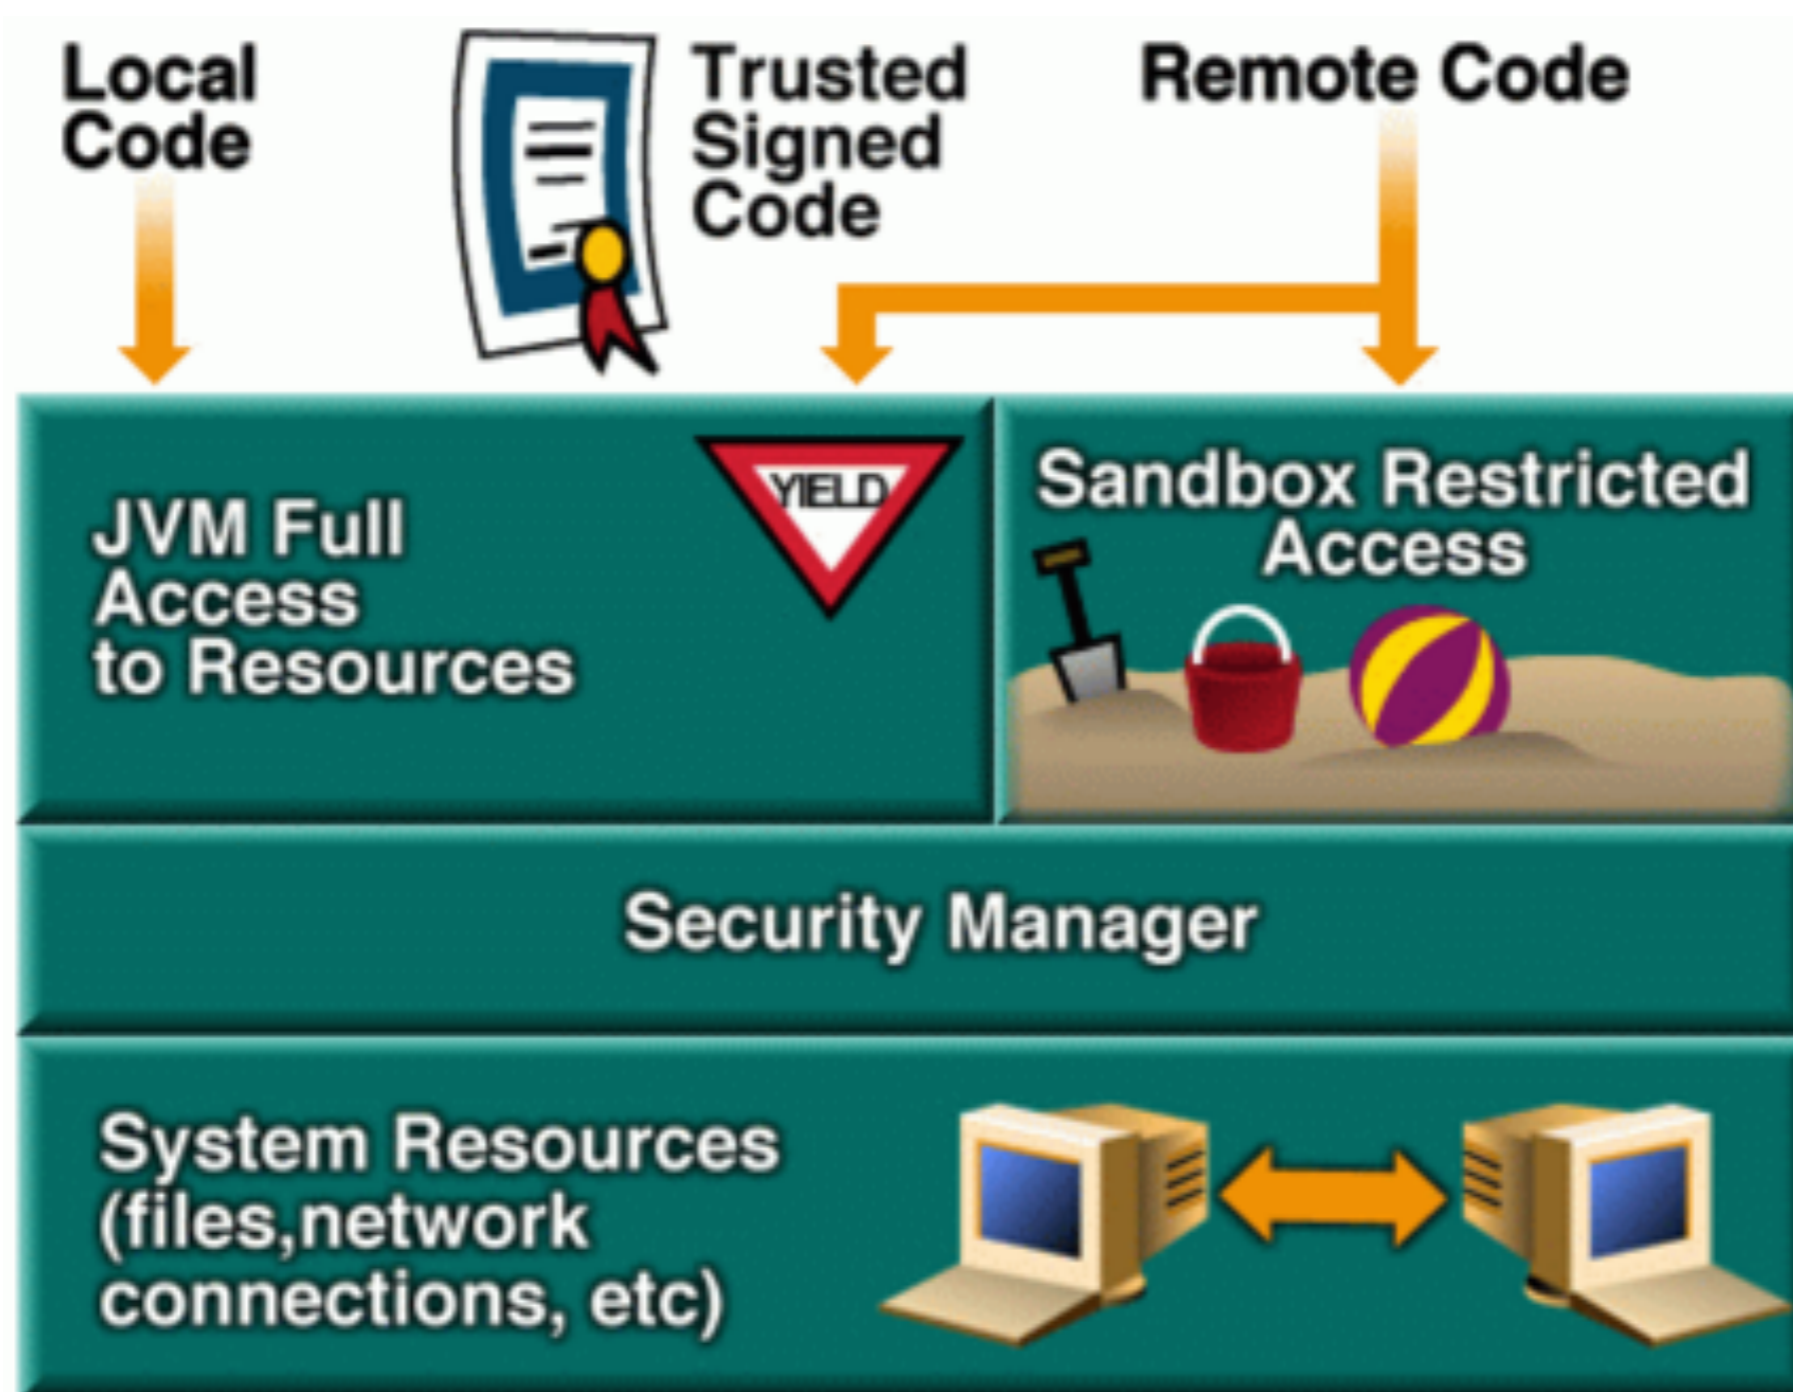 Local
Code
Trusted
Signed
Code
Remote Code
JVM Full
Access
to Resources
YIELD
Sandbox Restricted
Access
Security Manager
System Resources
(files,network
connections, etc)